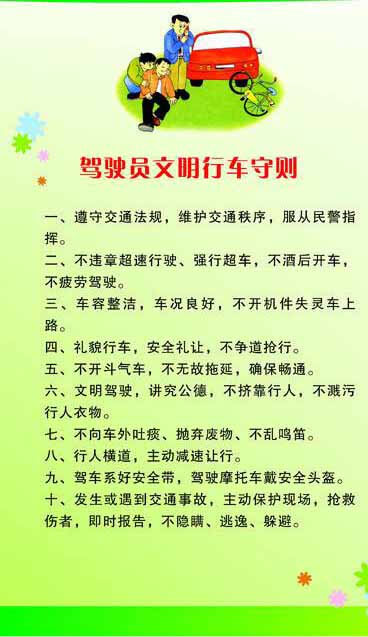 驾驶员文明行车守则
一、遵守交通法规，维护交通秩序，服从民警指
挥。
二、不违章超速行驶、强行超车，不酒后开车，
不疲劳驾驶。
三、车容整洁，车况良好，不开机件失灵车上
路。
四、礼貌行车，安全礼让，不争道抢行。
五、不开斗气车，不无故拖延，确保畅通。
六、文明驾驶，讲究公德，不挤靠行人，不溅污
行人衣物。
七、不向车外吐痰、抛弃废物、不乱鸣笛。
八、行人横道，主动减速让行。
九、驾车系好安全带，驾驶摩托车戴安全头盔。
十、发生或遇到交通事故，主动保护现场，抢救
伤者，即时报告，不隐瞒、逃逸、躲避。